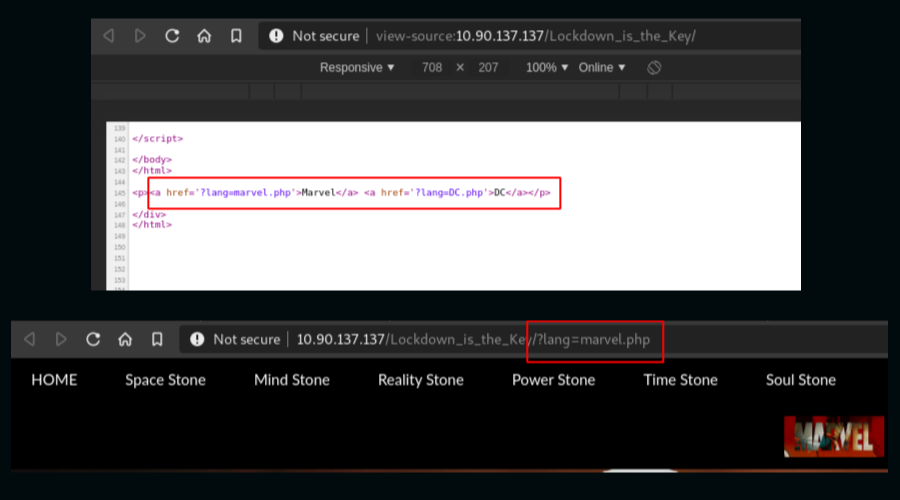 Not secure | view-source:10.90.137.137/Lockdown_is_the_Key/
Responsive ▼ 708 × 207 100% ▼ Online ▼
139
140 </script>
141
142 </body>
143 </html>
144
145 <p><a href='?lang=marvel.php'>Marvel</a> <a href='?lang=DC.php'>DC</a></p>
146
147 </div>
148 </html>
149
150
151
152
153
Not secure | 10.90.137.137/Lockdown_is_the_Key/?lang=marvel.php
HOME Space Stone Mind Stone Reality Stone Power Stone Time Stone Soul Stone
MARVEL